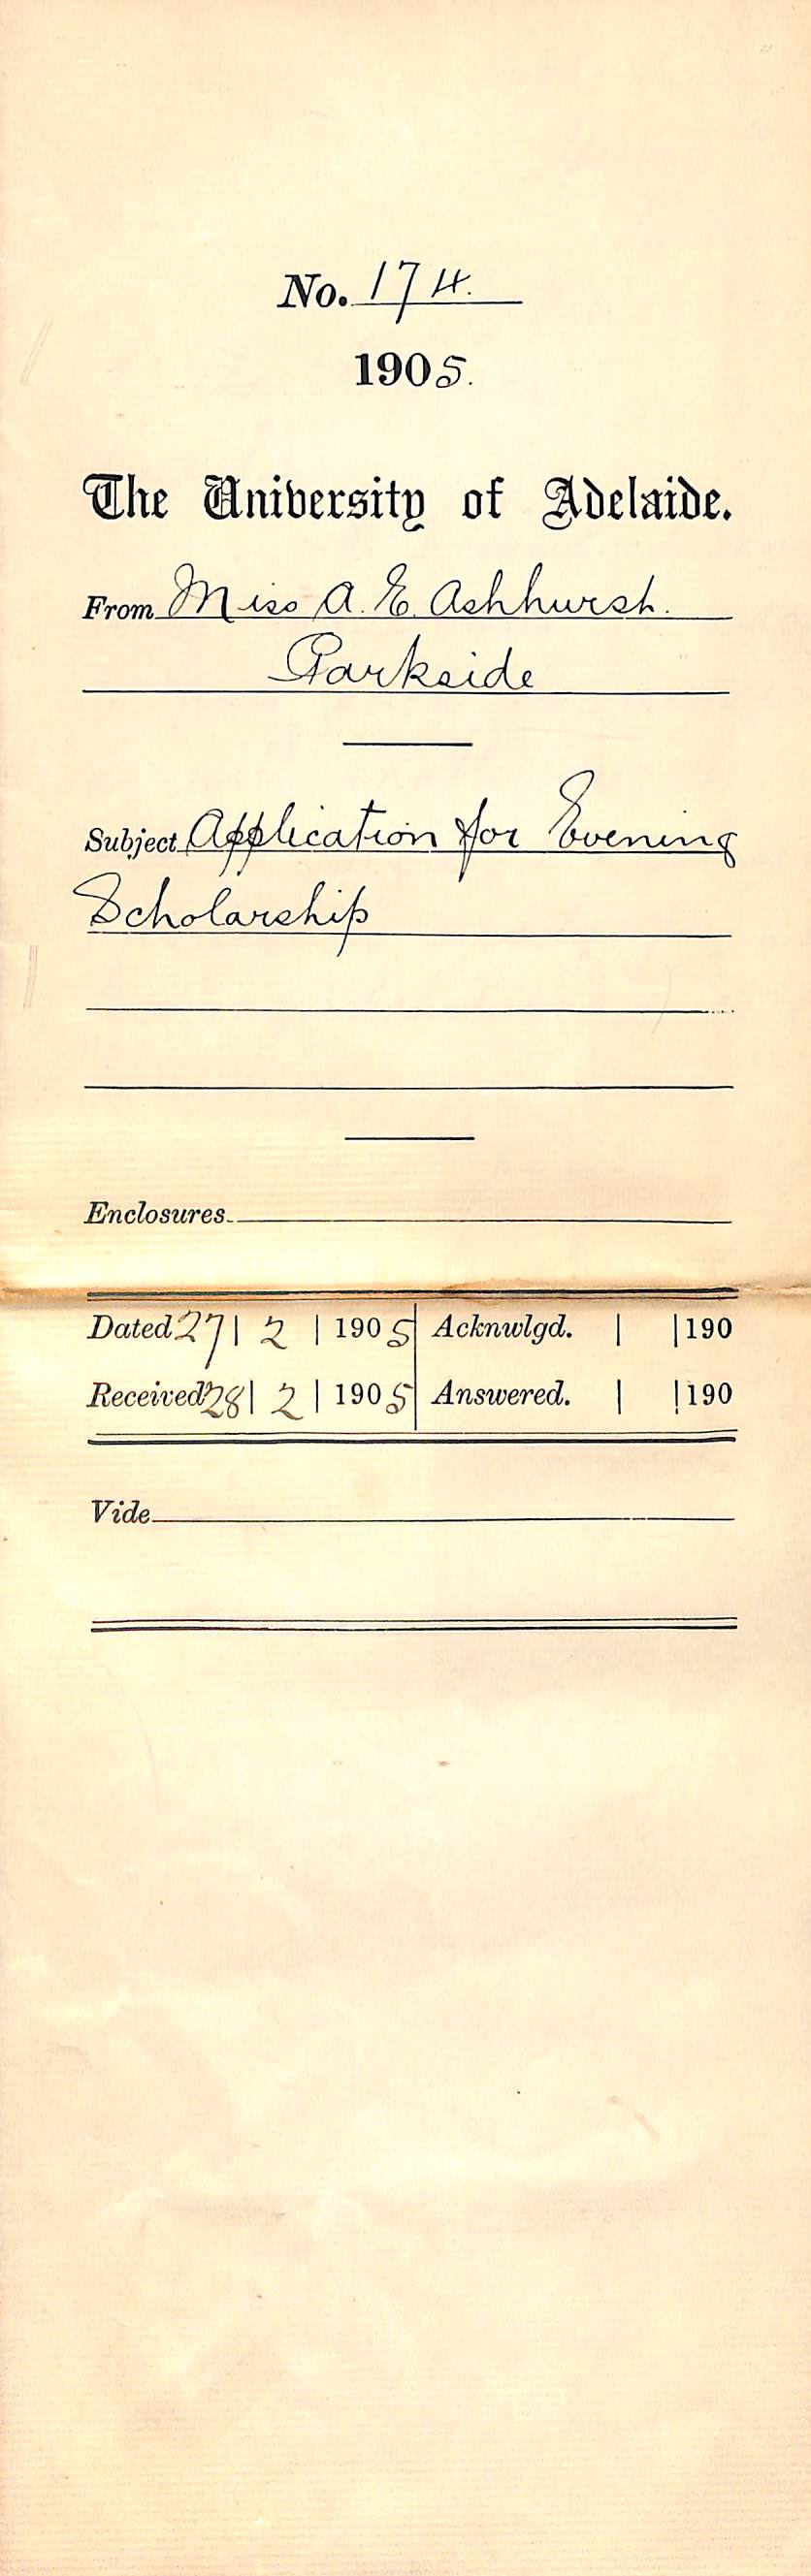 No. 174.
1905.
The University of Adelaide.
From Miss A. E. Ashhurst.
Parkside
Subject Application for Evening
Scholarship
Enclosures
Dated 27 | 2 | 1905 | Acknwlgd. | | 190
Received 28 | 2 | 1905 | Answered. | | 190
Vide